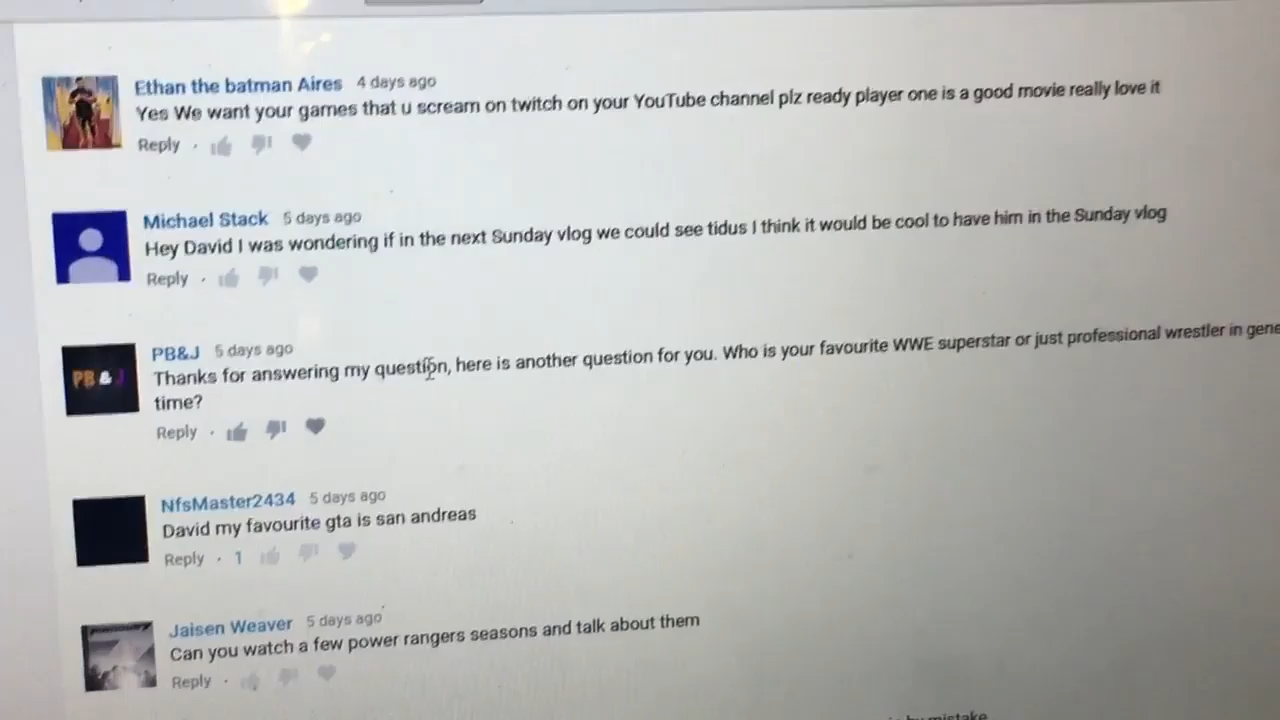 Ethan the batman Aires 4 days ago
Yes We want your games that u scream on twitch on your YouTube channel plz ready player one is a good movie really love it
Reply
Michael Stack 5 days ago
Hey David I was wondering if in the next Sunday vlog we could see tidus I think it would be cool to have him in the Sunday vlog
Reply
PB&J 5 days ago
PB & J
Thanks for answering my question, here is another question for you. Who is your favourite WWE superstar or just professional wrestler in gene
time?
Reply
NfsMaster2434 5 days ago
David my favourite gta is san andreas
Reply · 1
Jaisen Weaver 5 days ago
Can you watch a few power rangers seasons and talk about them
Reply
mistake